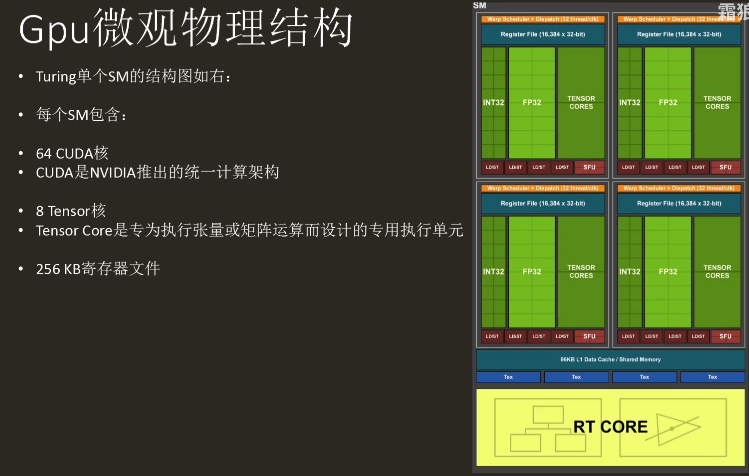 Gpu微观物理结构
• Turing单个SM的结构图如右：
• 每个SM包含：
• 64 CUDA核
• CUDA是NVIDIA推出的统一计算架构
• 8 Tensor核
• Tensor Core是专为执行张量或矩阵运算而设计的专用执行单元
• 256 KB寄存器文件
SM
Warp Scheduler + Dispatch (32 thread/clk)
Warp Scheduler + Dispatch (32 thread/clk)
Register File (16,384 x 32-bit)
Register File (16,384 x 32-bit)
INT32 FP32 TENSOR CORES
INT32 FP32 TENSOR CORES
LD/ST LD/ST LD/ST LD/ST SFU
LD/ST LD/ST LD/ST LD/ST SFU
Warp Scheduler + Dispatch (32 thread/clk)
Warp Scheduler + Dispatch (32 thread/clk)
Register File (16,384 x 32-bit)
Register File (16,384 x 32-bit)
INT32 FP32 TENSOR CORES
INT32 FP32 TENSOR CORES
LD/ST LD/ST LD/ST LD/ST SFU
LD/ST LD/ST LD/ST LD/ST SFU
96KB L1 Data Cache / Shared Memory
Tex Tex Tex Tex
RT CORE